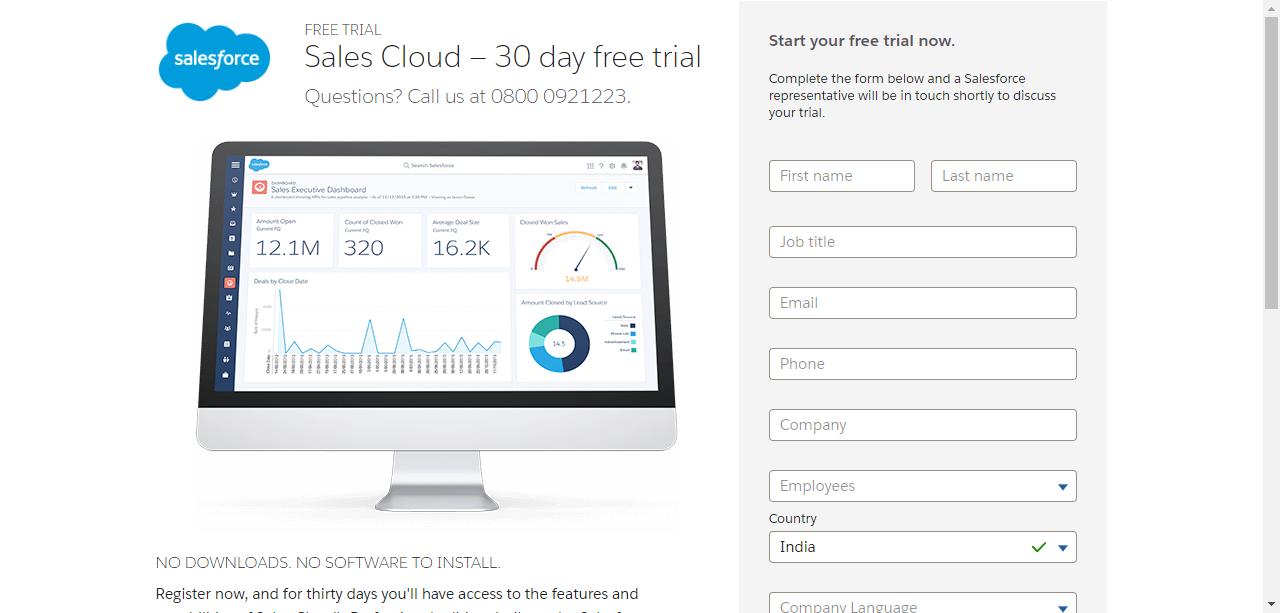 salesforce
FREE TRIAL
Sales Cloud – 30 day free trial
Questions? Call us at 0800 0921223.
Search Salesforce
DASHBOARD
Sales Executive Dashboard
Refresh
Edit
Amount Open
Current FQ
12.1M
Count of Closed Won
Current FQ
320
Average Deal Size
Current FQ
16.2K
Closed Won Sales
14.5M
Deals by Close Date
Amount Closed by Lead Source
Lead Source
14.5
NO DOWNLOADS. NO SOFTWARE TO INSTALL.
Register now, and for thirty days you'll have access to the features and
Start your free trial now.
Complete the form below and a Salesforce
representative will be in touch shortly to discuss
your trial.
First name
Last name
Job title
Email
Phone
Company
Employees
Country
India
Company Language